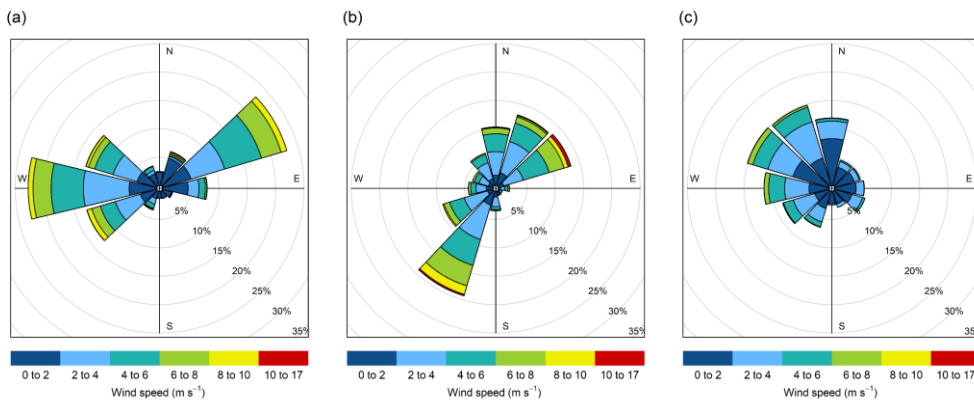 (a)
(b)
(c)
N
W
E
S
5%
10%
15%
20%
25%
30%
35%
N
W
E
S
5%
10%
15%
20%
25%
30%
35%
N
W
E
S
5%
10%
15%
20%
25%
30%
35%
0 to 2 2 to 4 4 to 6 6 to 8 8 to 10 10 to 17
Wind speed (m s⁻¹)
0 to 2 2 to 4 4 to 6 6 to 8 8 to 10 10 to 17
Wind speed (m s⁻¹)
0 to 2 2 to 4 4 to 6 6 to 8 8 to 10 10 to 17
Wind speed (m s⁻¹)